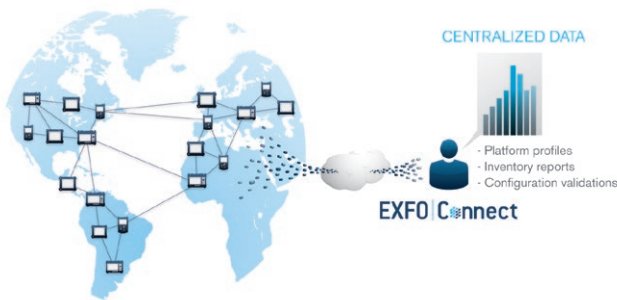 CENTRALIZED DATA
- Platform profiles
- Inventory reports
- Configuration validations
EXFO|Connect